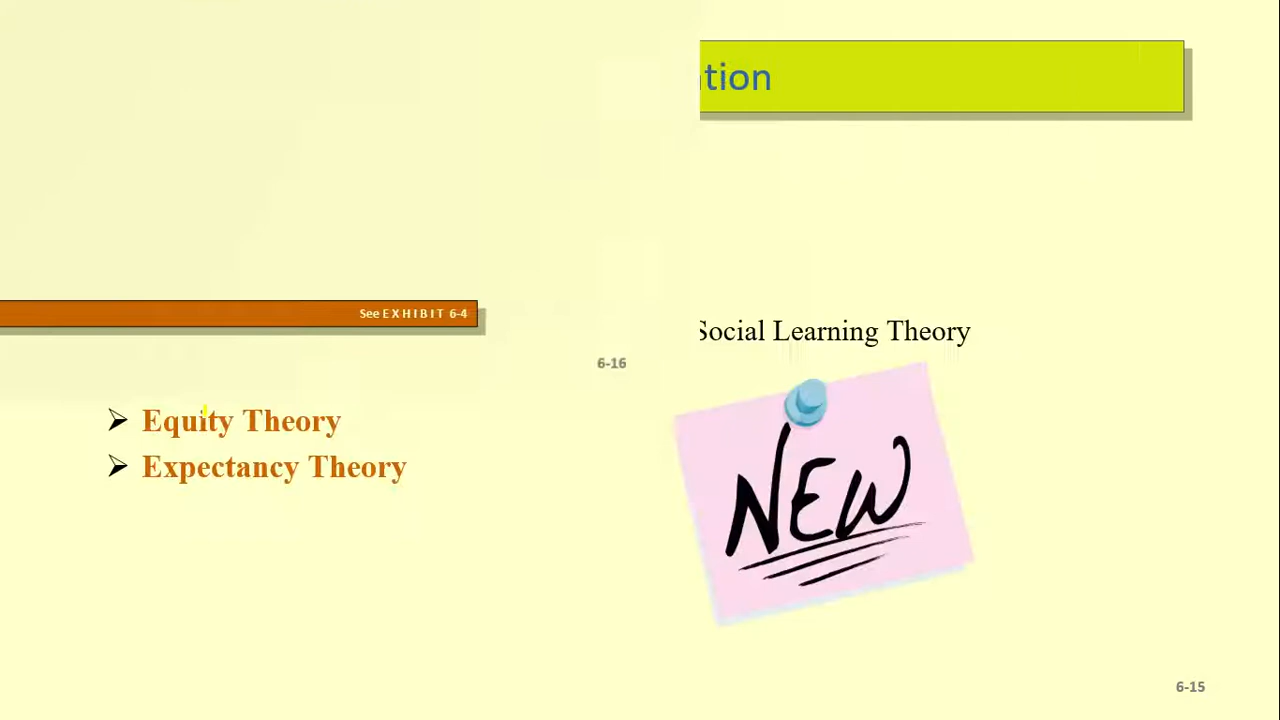 tion
See EXHIBIT 6-4
Social Learning Theory
6-16
➢ Equity Theory
➢ Expectancy Theory
NEW
6-15